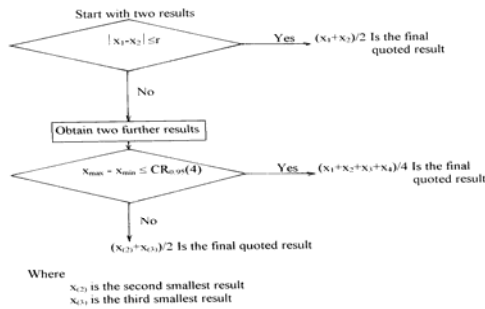 Start with two results
| x₁-x₂| ≤r
Yes
(x₁+x₂)/2 Is the final
quoted result
No
Obtain two further results
xₘₐₓ - xₘᵢₙ ≤ CR₀.₉₅(4)
Yes
(x₁+x₂+x₃+x₄)/4 Is the final
quoted result
No
(x₍₂₎+x₍₃₎)/2 Is the final quoted result
Where
x₍₂₎ is the second smallest result
x₍₃₎ is the third smallest result